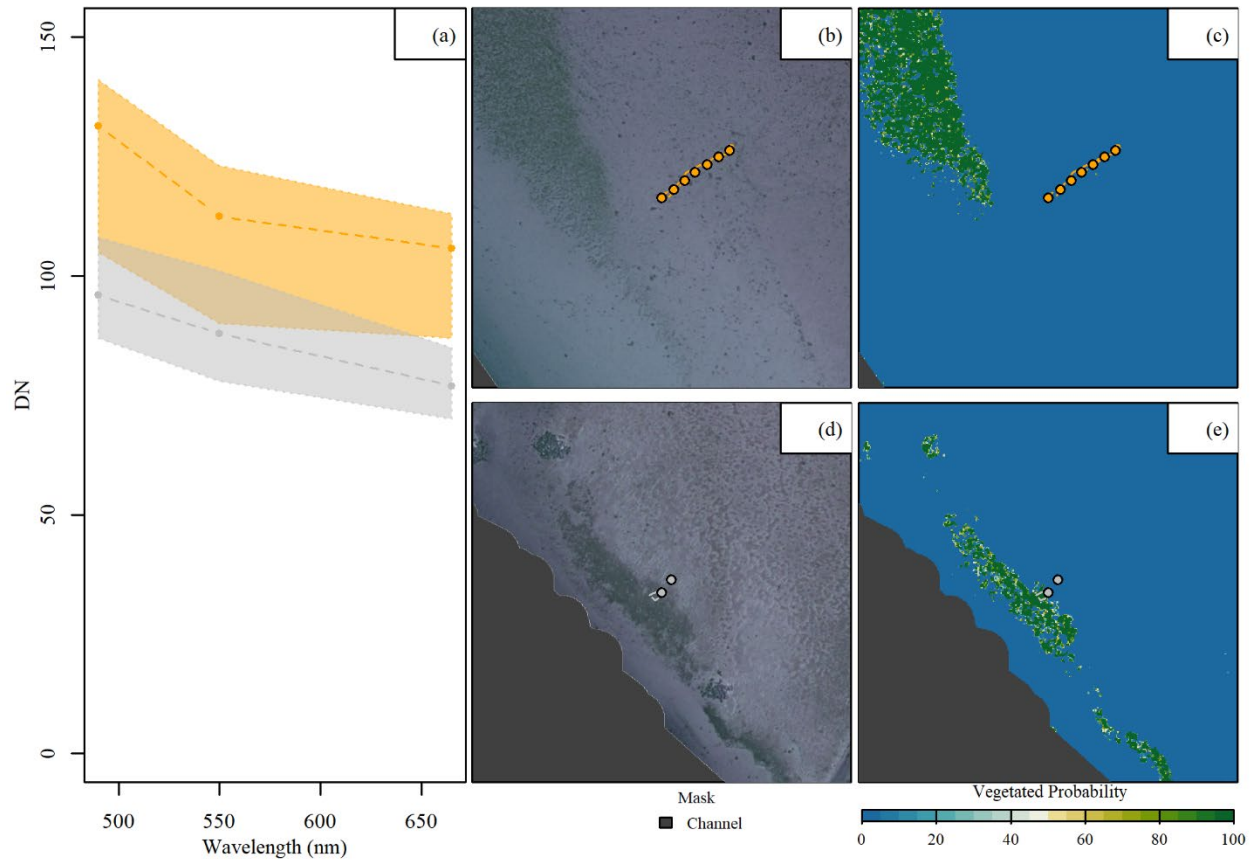 (a)
(b)
(c)
150
100
50
0
DN
500 550 600 650
Wavelength (nm)
(d)
(e)
Mask
Channel
Vegetated Probability
0 20 40 60 80 100